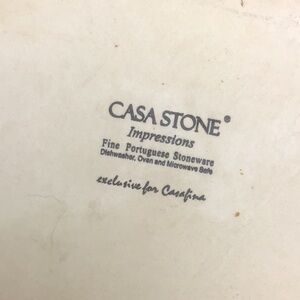 CASA STONE®
Impressions
Fine Portuguese Stoneware
Dishwasher, Oven and Microwave Safe
exclusive for Casafina